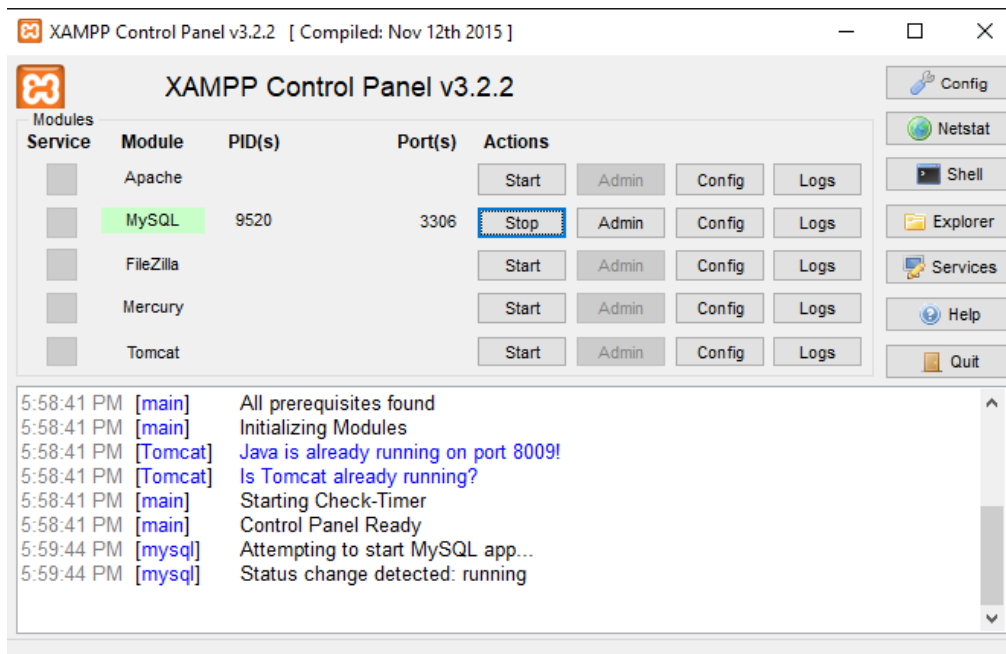 XAMPP Control Panel v3.2.2 [ Compiled: Nov 12th 2015 ]
XAMPP Control Panel v3.2.2
Config
Modules
Netstat
Service Module PID(s) Port(s) Actions
Apache Start Admin Config Logs
Shell
MySQL 9520 3306 Stop Admin Config Logs
Explorer
FileZilla Start Admin Config Logs
Services
Mercury Start Admin Config Logs
Help
Tomcat Start Admin Config Logs
Quit
5:58:41 PM [main] All prerequisites found
5:58:41 PM [main] Initializing Modules
5:58:41 PM [Tomcat] Java is already running on port 8009!
5:58:41 PM [Tomcat] Is Tomcat already running?
5:58:41 PM [main] Starting Check-Timer
5:58:41 PM [main] Control Panel Ready
5:59:44 PM [mysql] Attempting to start MySQL app...
5:59:44 PM [mysql] Status change detected: running